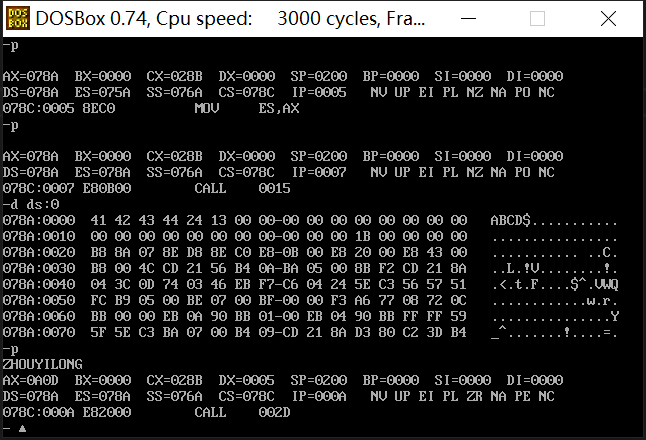 DOSBox 0.74, Cpu speed: 3000 cycles, Fra...
-p
AX=078A BX=0000 CX=028B DX=0000 SP=0200 BP=0000 SI=0000 DI=0000
DS=078A ES=075A SS=076A CS=078C IP=0005 NV UP EI PL NZ NA PO NC
078C:0005 8EC0 MOV ES,AX
-p
AX=078A BX=0000 CX=028B DX=0000 SP=0200 BP=0000 SI=0000 DI=0000
DS=078A ES=078A SS=076A CS=078C IP=0007 NV UP EI PL NZ NA PO NC
078C:0007 E80B00 CALL 0015
-d ds:0
078A:0000 41 42 43 44 24 13 00 00-00 00 00 00 00 00 00 00 ABCD$...........
078A:0010 00 00 00 00 00 00 00 00-00 00 00 1B 00 00 00 00 ................
078A:0020 B8 8A 07 8E D8 8E C0 E8-0B 00 E8 20 00 E8 43 00 ........... ..C.
078A:0030 B8 00 4C CD 21 56 B4 0A-BA 05 00 8B F2 CD 21 8A ..L.!V........!.
078A:0040 04 3C 0D 74 03 46 EB F7-C6 04 24 5E C3 56 57 51 .<.t.F....$^.VWQ
078A:0050 FC B9 05 00 BE 07 00 BF-00 00 F3 A6 77 08 72 0C ............w.r.
078A:0060 BB 00 00 EB 0A 90 BB 01-00 EB 04 90 BB FF FF 59 ...............Y
078A:0070 5F 5E C3 BA 07 00 B4 09-CD 21 8A D3 80 C2 3D B4 _^.......!....=.
-p
ZHOUYILONG
AX=0A0D BX=0000 CX=028B DX=0005 SP=0200 BP=0000 SI=0000 DI=0000
DS=078A ES=078A SS=076A CS=078C IP=000A NV UP EI PL ZR NA PE NC
078C:000A E82000 CALL 002D
-